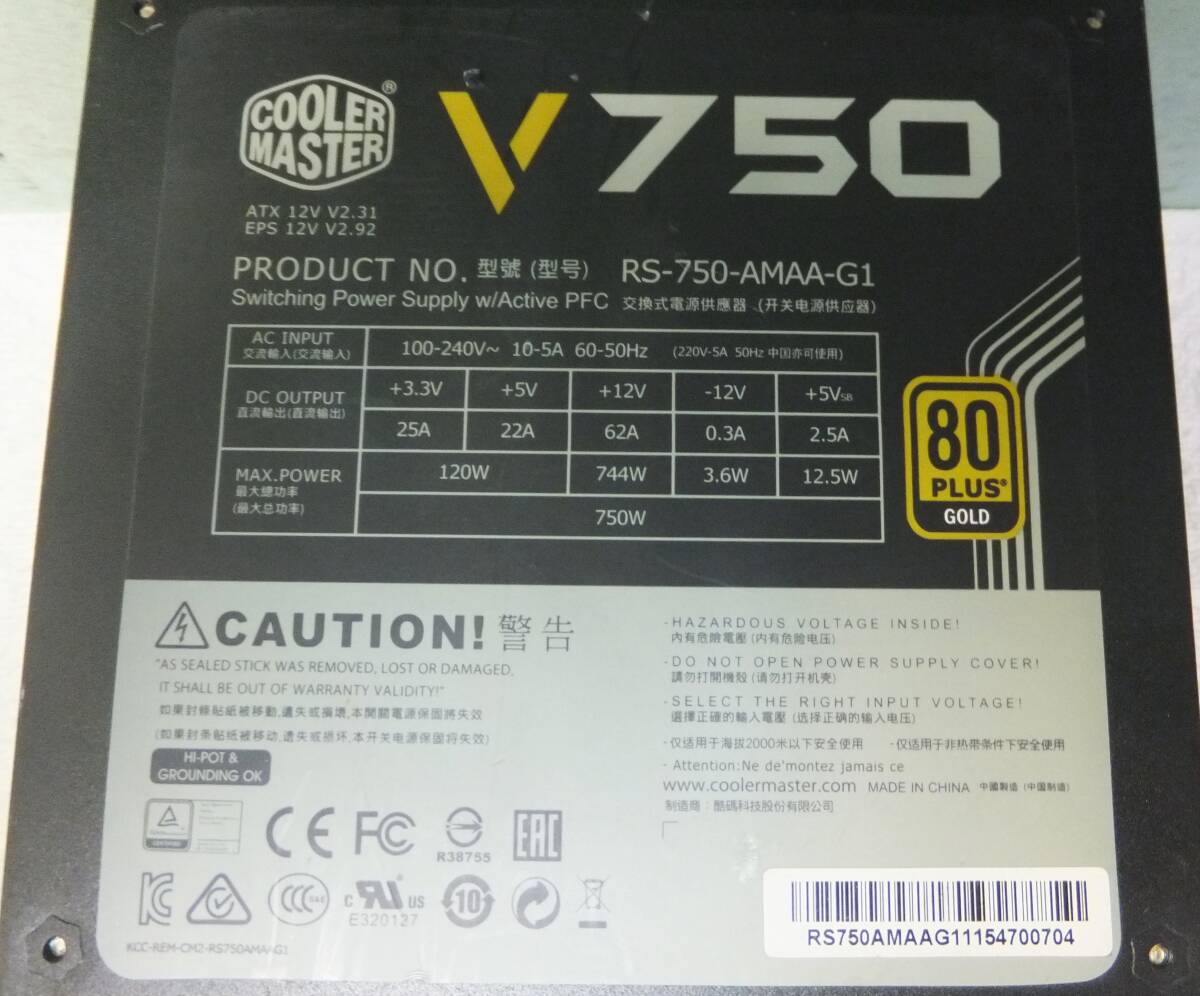 COOLER
MASTER®
V750
ATX 12V V2.31
EPS 12V V2.92
PRODUCT NO. 型號 (型号) RS-750-AMAA-G1
Switching Power Supply w/Active PFC 交換式電源供應器 (开关电源供应器)
AC INPUT
交流輸入(交流输入)
100-240V~ 10-5A 60-50Hz (220V-5A 50Hz 中国亦可使用)
DC OUTPUT
直流輸出(直流输出)
+3.3V +5V +12V -12V +5VSB
25A 22A 62A 0.3A 2.5A
MAX.POWER
最大總功率
(最大总功率)
120W 744W 3.6W 12.5W
750W
80
PLUS®
GOLD
CAUTION! 警告
"AS SEALED STICK WAS REMOVED, LOST OR DAMAGED,
IT SHALL BE OUT OF WARRANTY VALIDITY!"
如果封條貼紙被移動,遺失或損壞,本開關電源保固將失效
(如果封条贴纸被移动,遗失或损坏,本开关电源保固将失效)
HI-POT &
GROUNDING OK
- HAZARDOUS VOLTAGE INSIDE!
內有危險電壓 (内有危险电压)
- DO NOT OPEN POWER SUPPLY COVER!
請勿打開機殼 (请勿打开机壳)
- SELECT THE RIGHT INPUT VOLTAGE!
選擇正確的輸入電壓 (选择正确的输入电压)
- 仅适用于海拔2000米以下安全使用 - 仅适用于非热带条件下安全使用
- Attention:Ne de'montez jamais ce
www.coolermaster.com MADE IN CHINA 中國製造 (中国制造)
制造商：酷碼科技股份有限公司
CE FC R38755 EAC
c RU US
E320127
10
KCC-REM-CM2-RS750AMAAG1
RS750AMAAG11154700704